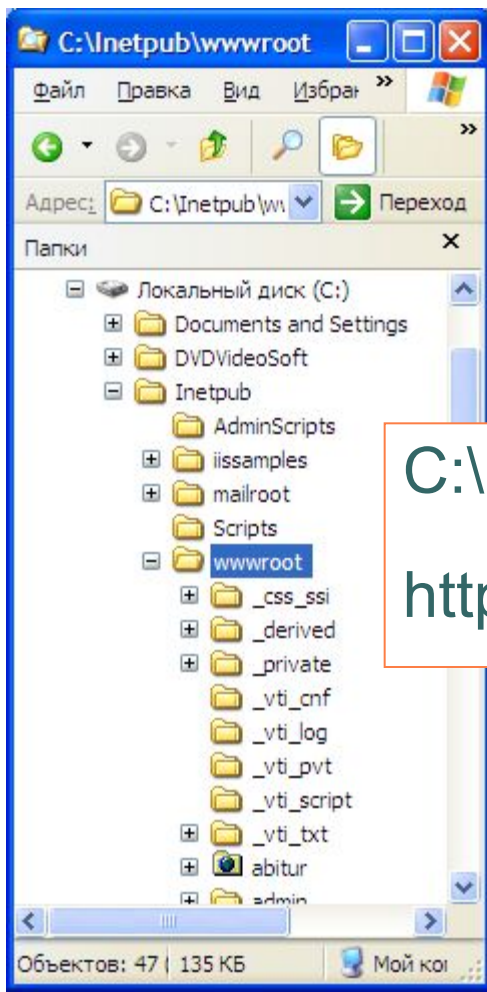 C:\Inetpub\wwwroot
Файл Правка Вид Избран »
»
Адрес: C:\Inetpub\wv Переход
Папки
Локальный диск (C:)
Documents and Settings
DVDVideoSoft
Inetpub
AdminScripts
iissamples
mailroot
Scripts
wwwroot
_css_ssi
_derived
_private
_vti_cnf
_vti_log
_vti_pvt
_vti_script
_vti_txt
abitur
admin
C:\
http
Объектов: 47 ( 135 КБ Мой ко